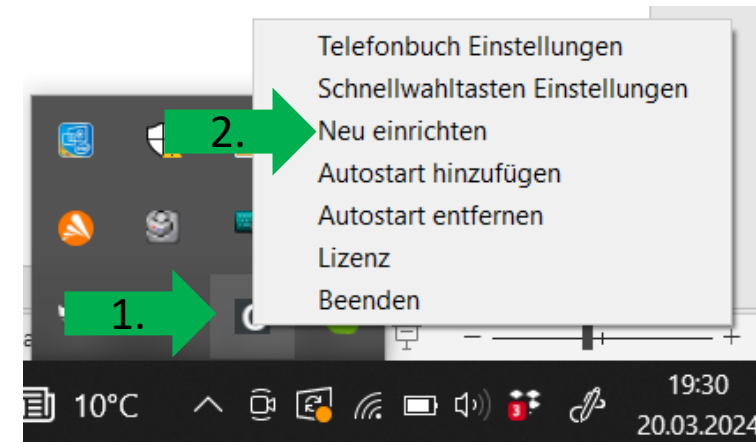 Telefonbuch Einstellungen
Schnellwahltasten Einstellungen
2.
Neu einrichten
Autostart hinzufügen
Autostart entfernen
Lizenz
1.
Beenden
10°C
3
19:30
20.03.2024